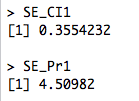 > SE_CI1
[1] 0.3554232
> SE_Pr1
[1] 4.50982